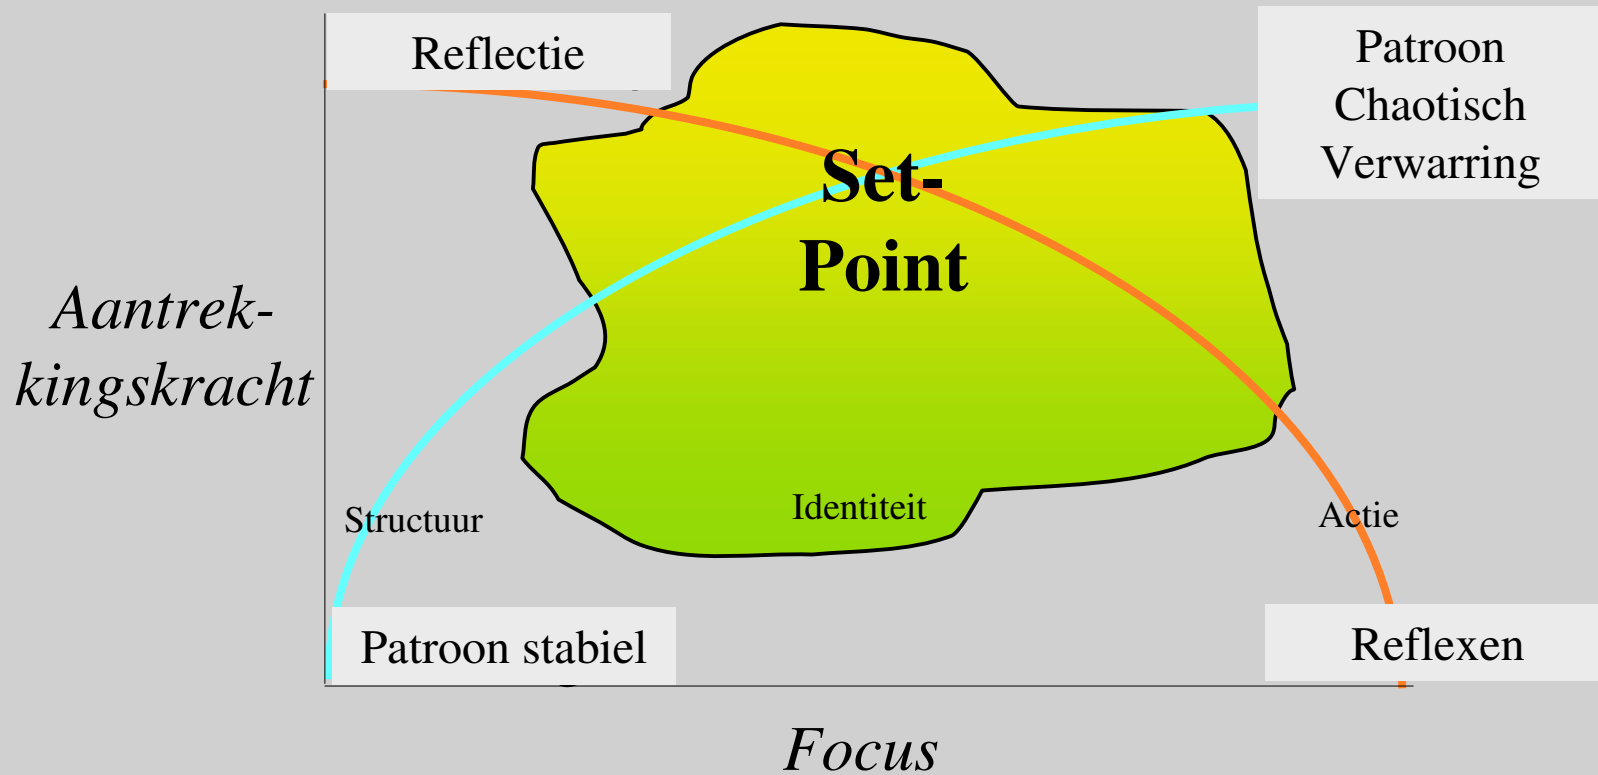 Reflectie
Patroon
Chaotisch
Verwarring
Set-
Point
Aantrek-
kingskracht
Structuur
Identiteit
Actie
Patroon stabiel
Reflexen
Focus